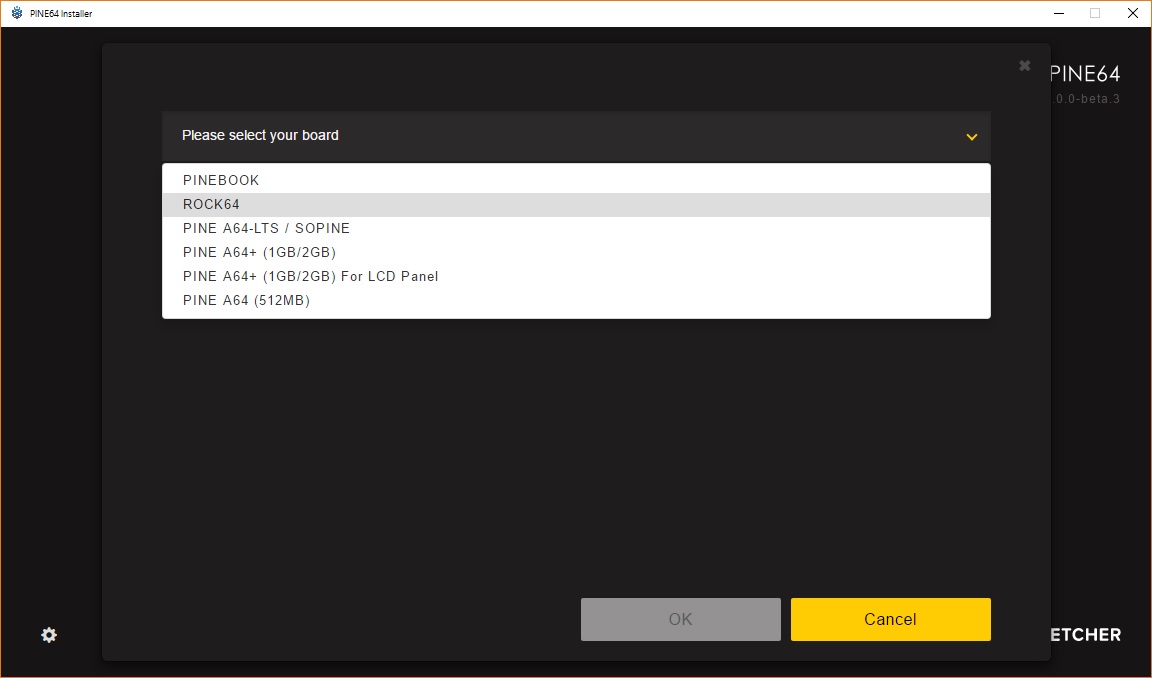 PINE64 Installer
PINE64
.0.0-beta.3
Please select your board
PINEBOOK
ROCK64
PINE A64-LTS / SOPINE
PINE A64+ (1GB/2GB)
PINE A64+ (1GB/2GB) For LCD Panel
PINE A64 (512MB)
OK
Cancel
ETCHER